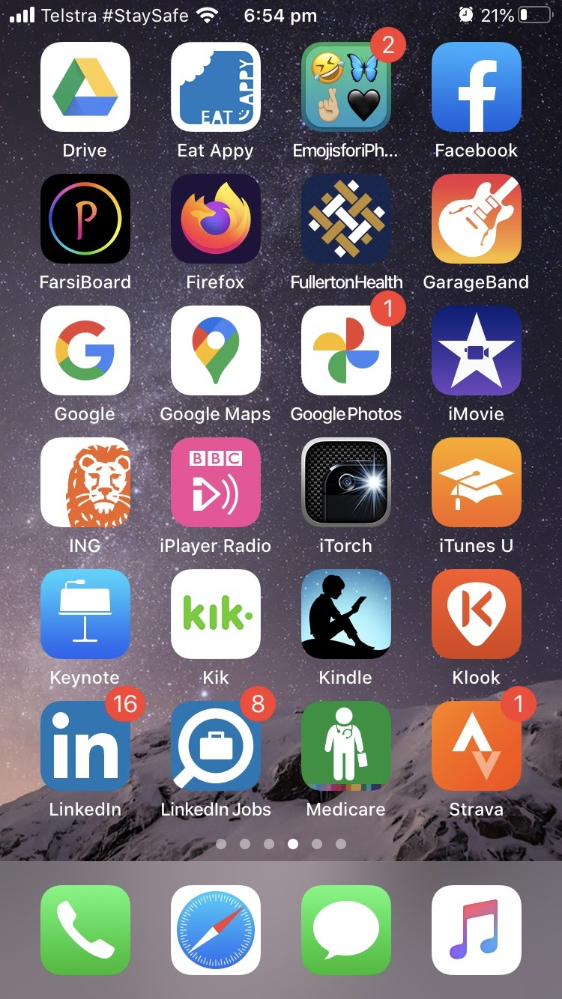 Telstra #StaySafe 6:54 pm 21%
2
EAT APPY
Drive Eat Appy EmojisforiPh... Facebook
P
FarsiBoard Firefox FullertonHealth GarageBand
1
G
Google Google Maps Google Photos iMovie
BBC
i
ING iPlayer Radio iTorch iTunes U
kik.
K
Keynote Kik Kindle Klook
16 8 1
in
LinkedIn LinkedIn Jobs Medicare Strava